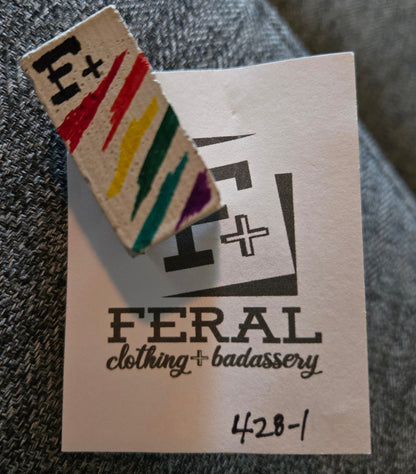 F+
F+
FERAL
clothing + badassery
428-1